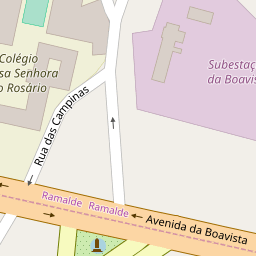 Colégio
sa Senhora
o Rosário
Subestaç
da Boavis
Rua das Campinas
Ramalde Ramalde
Avenida da Boavista